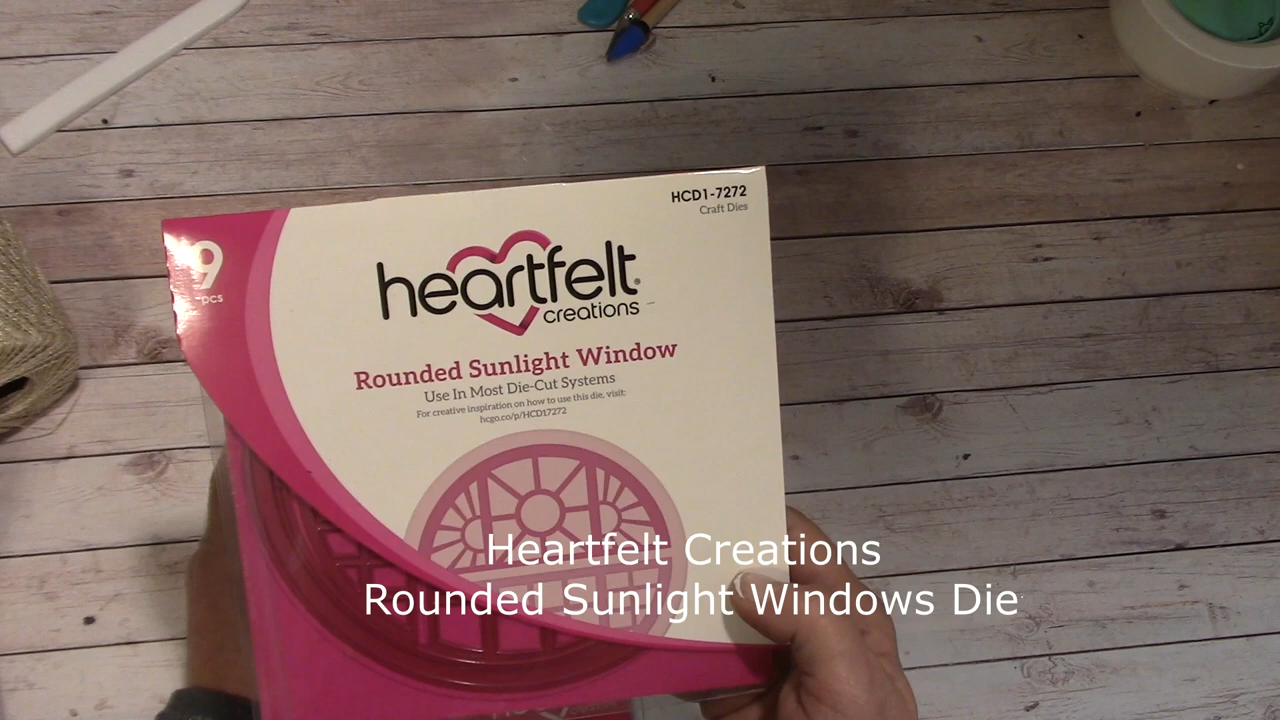 HCD1-7272
Craft Dies
9
pcs
heartfelt
creations
Rounded Sunlight Window
Use In Most Die-Cut Systems
For creative inspiration on how to use this die, visit:
hcgo.co/p/HCD17272
Heartfelt Creations
Rounded Sunlight Windows Die